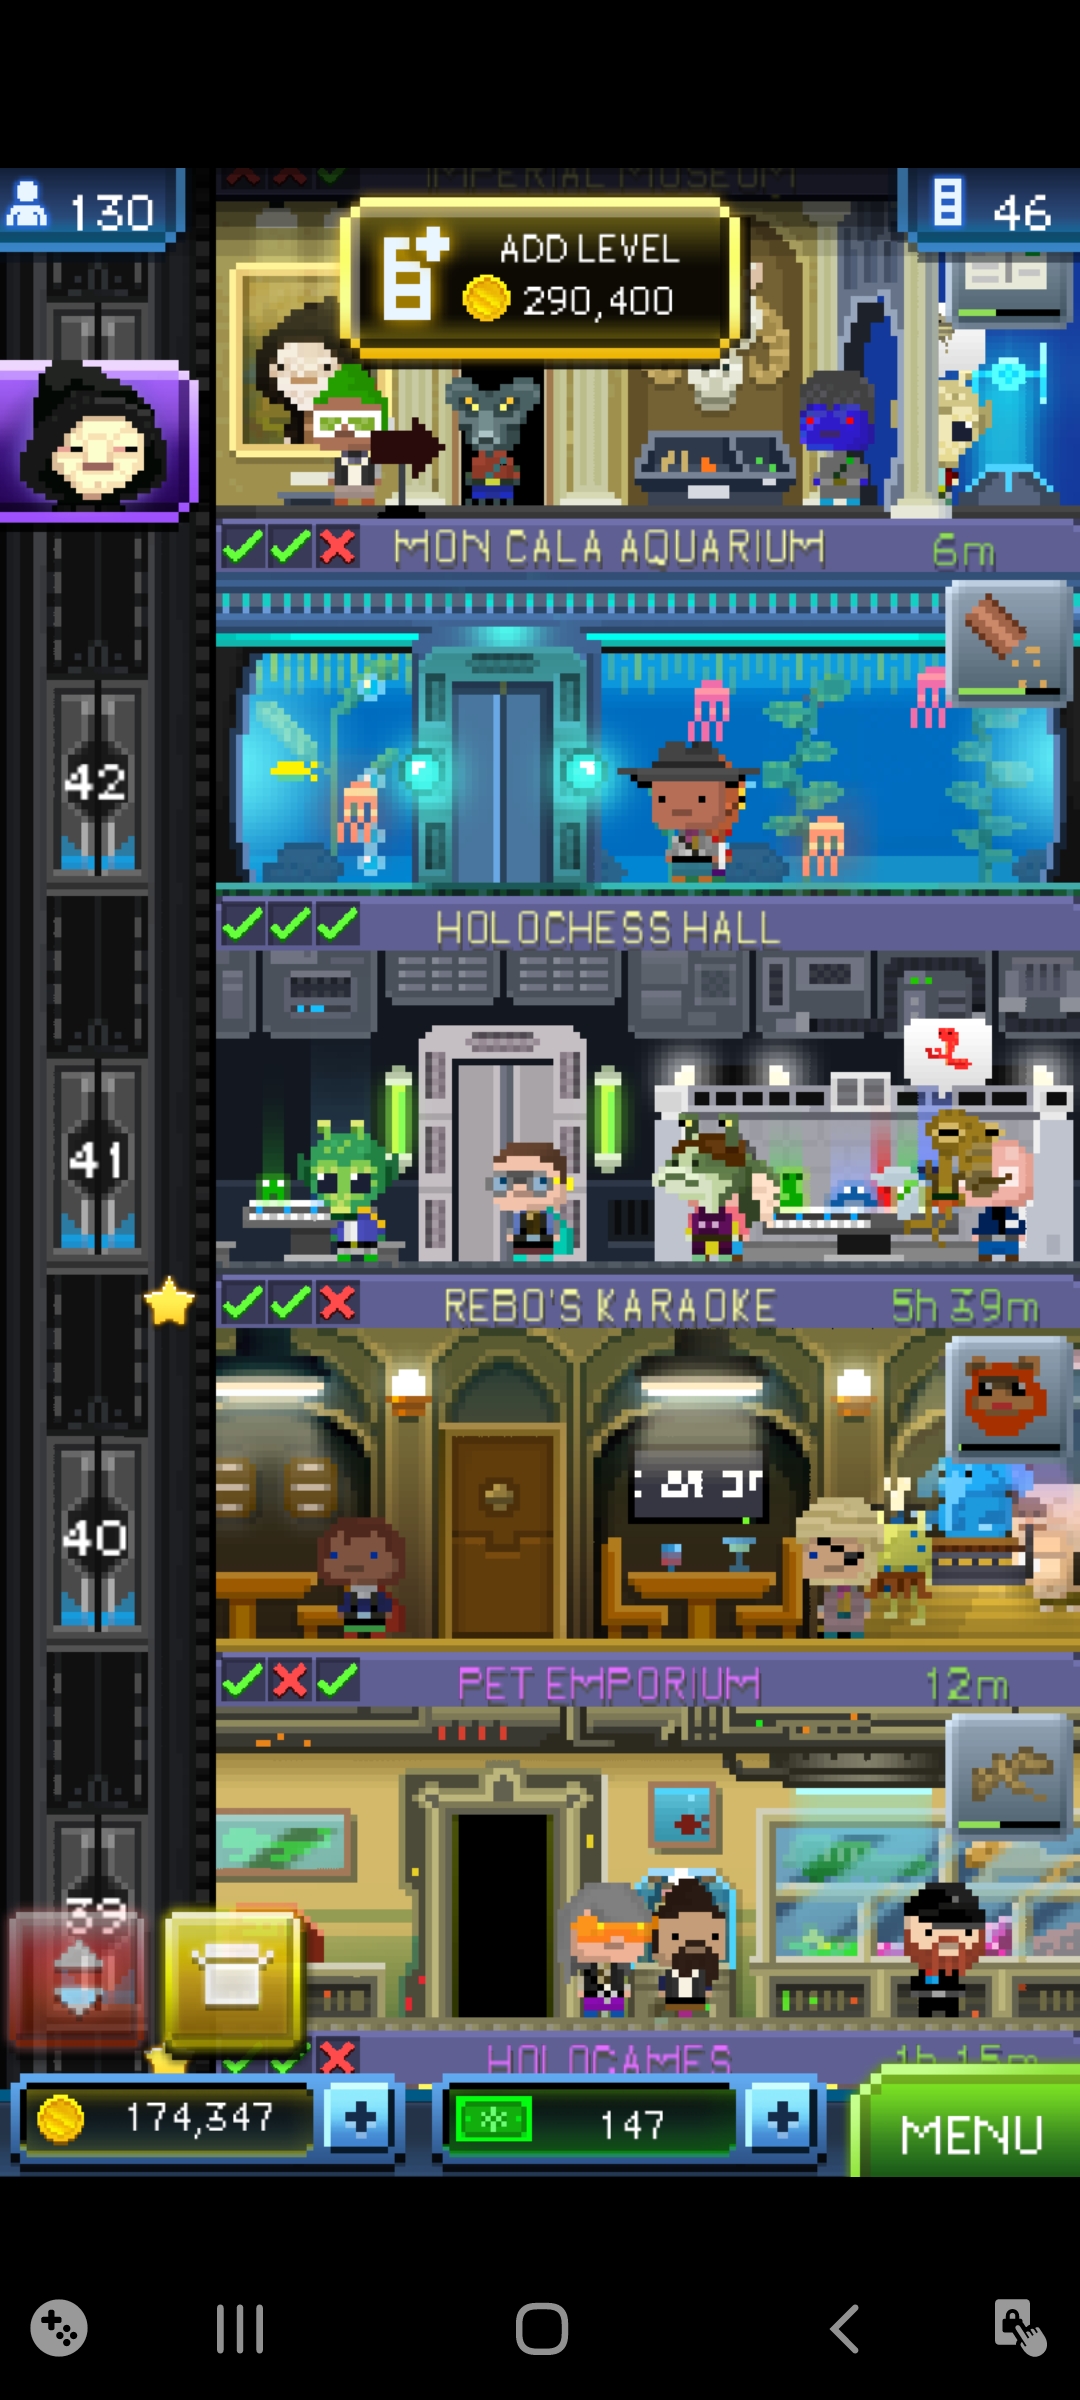 IMPERIAL MUSEUM
130
46
ADD LEVEL
290,400
MON CALA AQUARIUM 6m
42
HOLOCHESS HALL
41
REBO'S KARAOKE 5h 39m
40
PET EMPORIUM 12m
39
HOLOGAMES 1h 15m
174,347
147
MENU